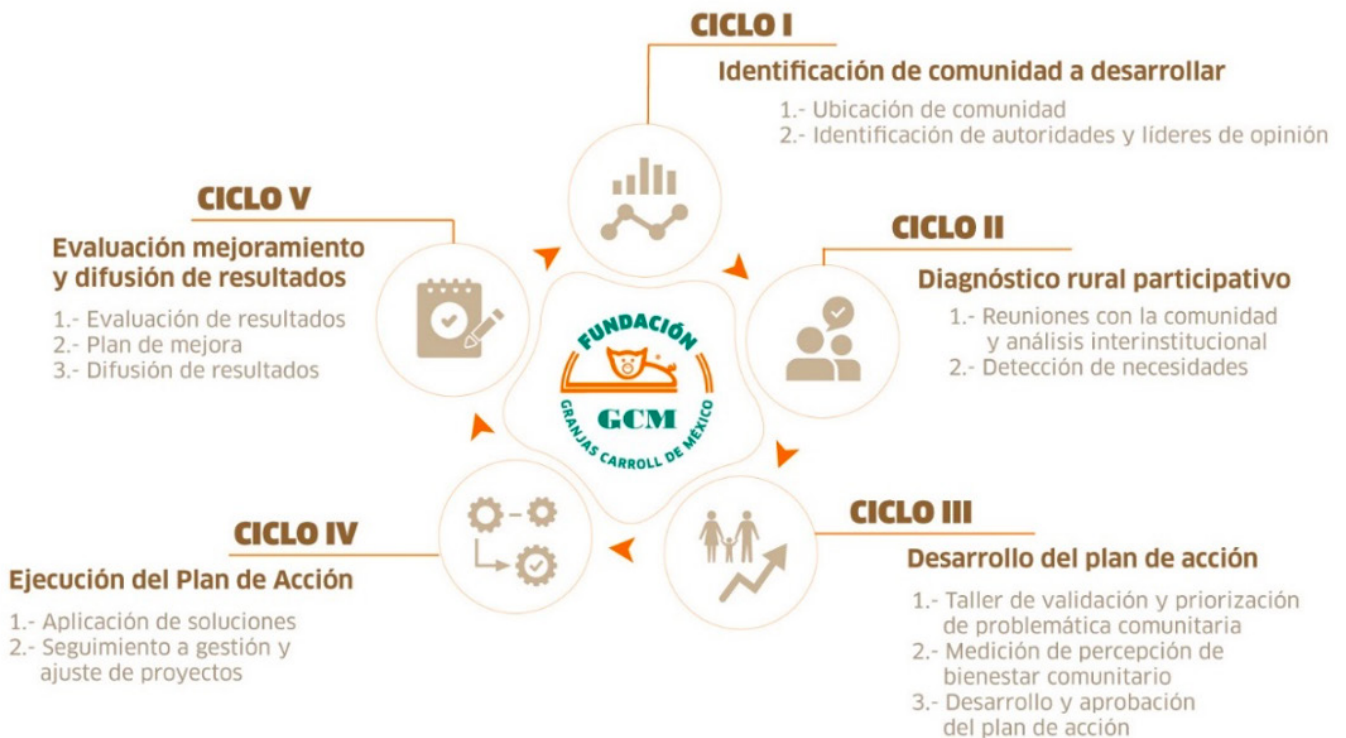 CICLO I
Identificación de comunidad a desarrollar
1.- Ubicación de comunidad
2.- Identificación de autoridades y líderes de opinión
CICLO II
Diagnóstico rural participativo
1.- Reuniones con la comunidad
y análisis interinstitucional
2.- Detección de necesidades
CICLO III
Desarrollo del plan de acción
1.- Taller de validación y priorización
de problemática comunitaria
2.- Medición de percepción de
bienestar comunitario
3.- Desarrollo y aprobación
del plan de acción
CICLO IV
Ejecución del Plan de Acción
1.- Aplicación de soluciones
2.- Seguimiento a gestión y
ajuste de proyectos
CICLO V
Evaluación mejoramiento
y difusión de resultados
1.- Evaluación de resultados
2.- Plan de mejora
3.- Difusión de resultados
FUNDACIÓN
GCM
GRANJAS CARROLL DE MÉXICO